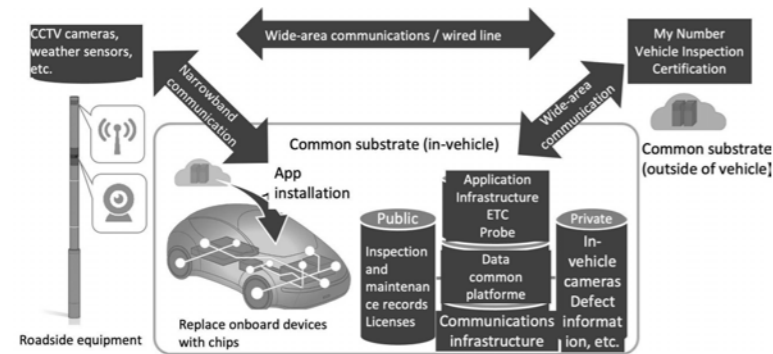 CCTV cameras,
weather sensors,
etc.
Wide-area communications / wired line
My Number
Vehicle Inspection
Certification
Narrowband
communication
Wide-area
communication
Common substrate
(outside of vehicle)
Common substrate (in-vehicle)
App
installation
Replace onboard devices
with chips
Roadside equipment
Public
Inspection
and
maintenan
ce records
Licenses
Application
Infrastructure
ETC
Probe
Data
common
platforme
Communications
infrastructure
Private
In-
vehicle
cameras
Defect
informat
ion, etc.